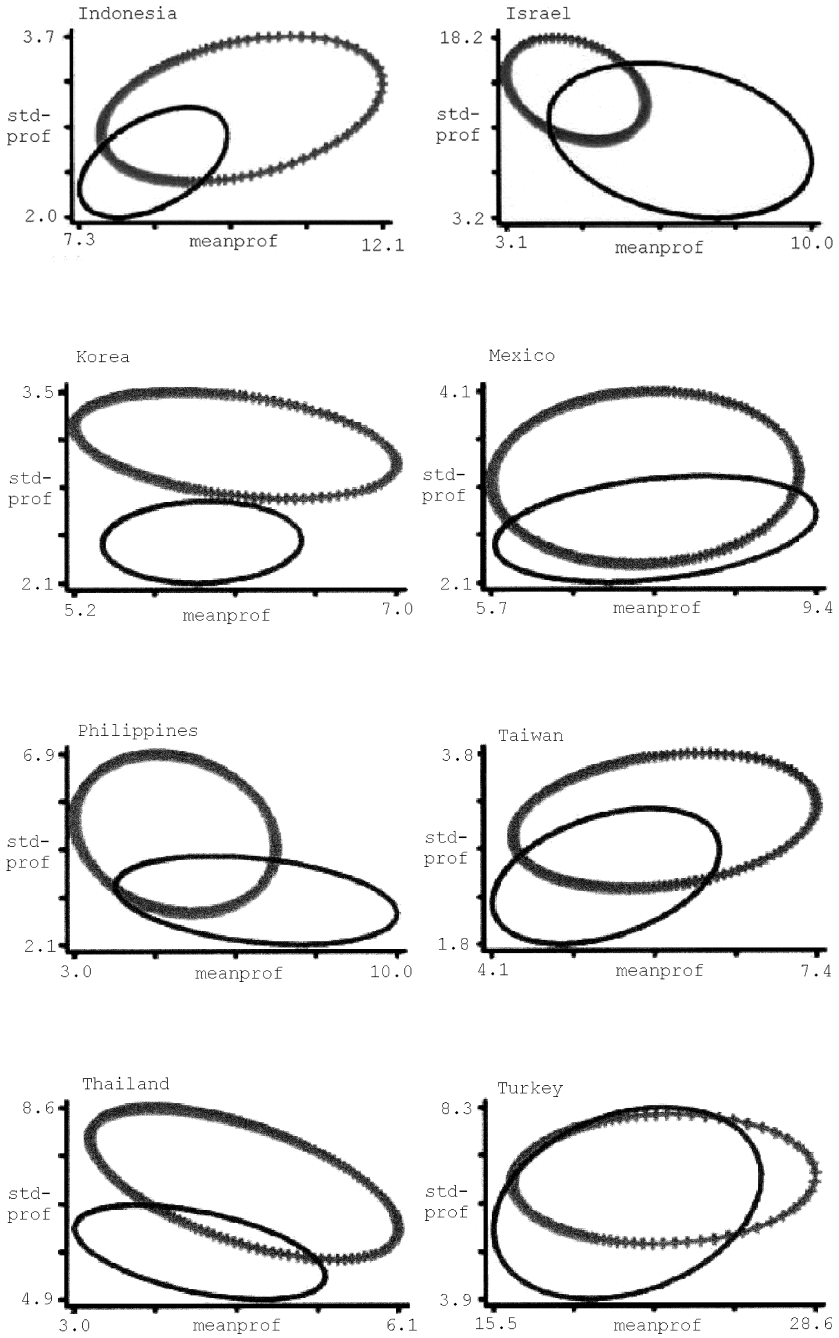 Indonesia
3.7
std-
prof
2.0
7.3
meanprof
12.1
Israel
18.2
std-
prof
3.2
3.1
meanprof
10.0
Korea
3.5
std-
prof
2.1
5.2
meanprof
7.0
Mexico
4.1
std-
prof
2.1
5.7
meanprof
9.4
Philippines
6.9
std-
prof
2.1
3.0
meanprof
10.0
Taiwan
3.8
std-
prof
1.8
4.1
meanprof
7.4
Thailand
8.6
std-
prof
4.9
3.0
meanprof
6.1
Turkey
8.3
std-
prof
3.9
15.5
meanprof
28.6